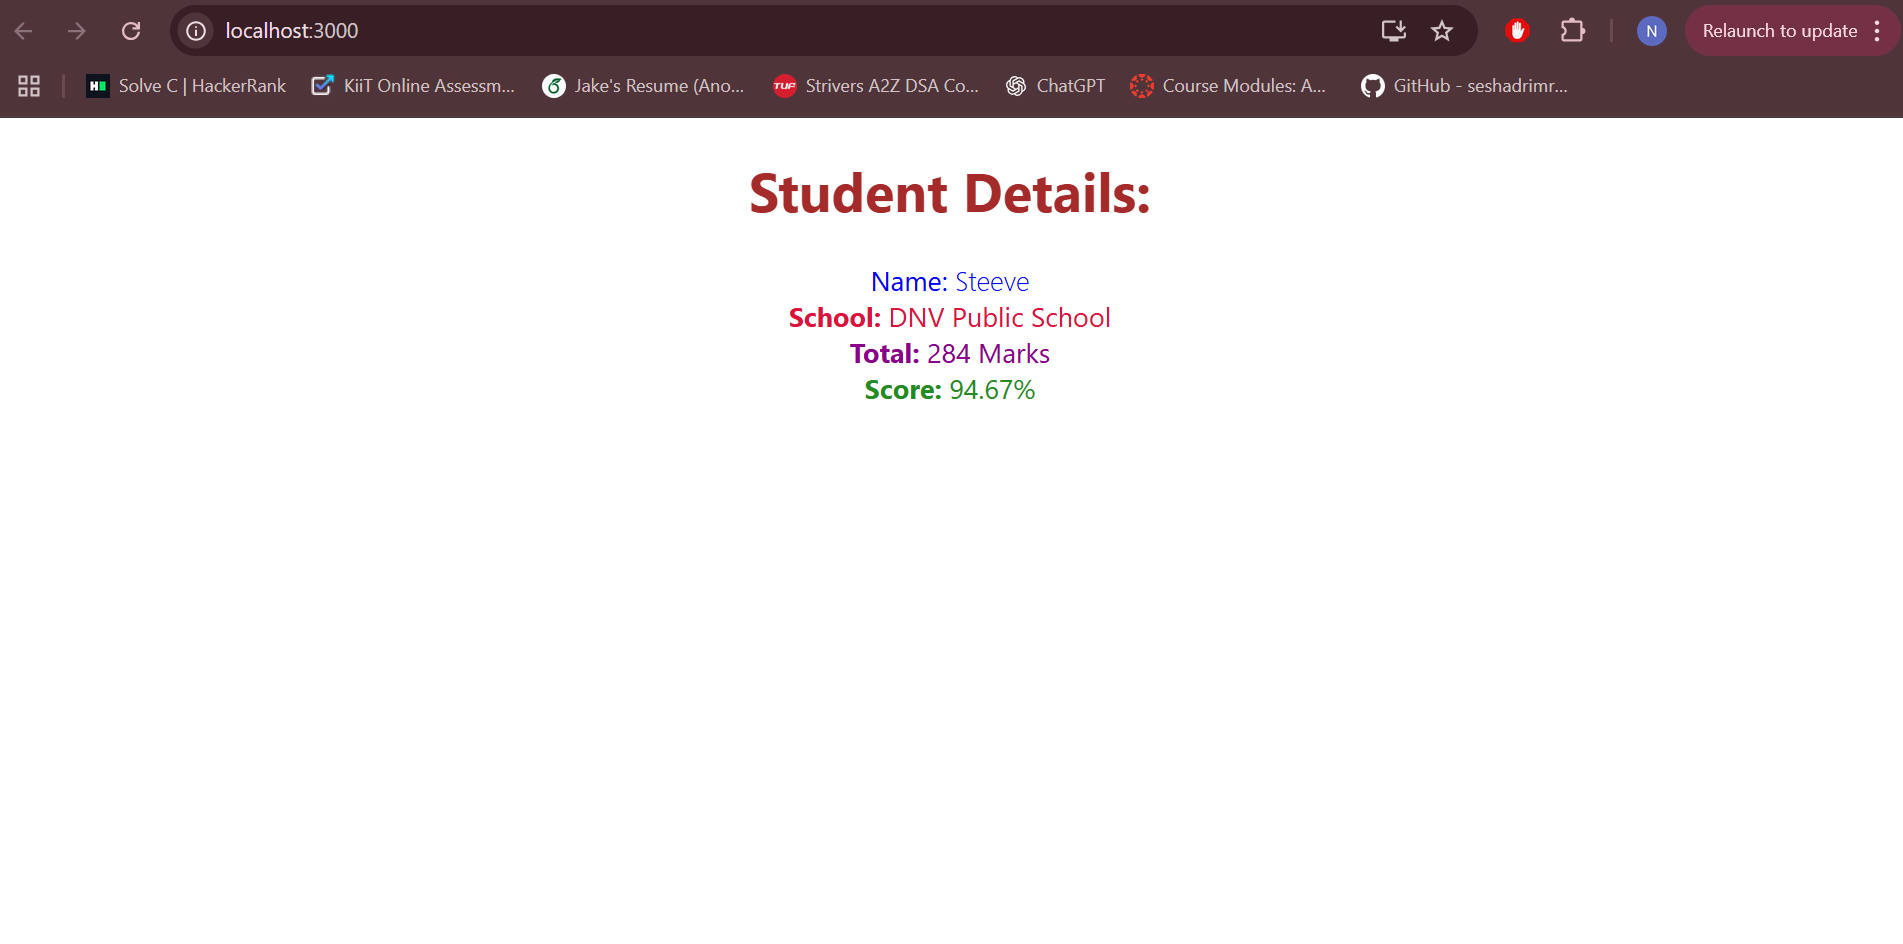 localhost:3000
Relaunch to update
Solve C | HackerRank
KiiT Online Assessm...
Jake's Resume (Ano...
TUF
Strivers A2Z DSA Co...
ChatGPT
Course Modules: A...
GitHub - seshadrimr...
N
H
Student Details:
Name: Steeve
School: DNV Public School
Total: 284 Marks
Score: 94.67%